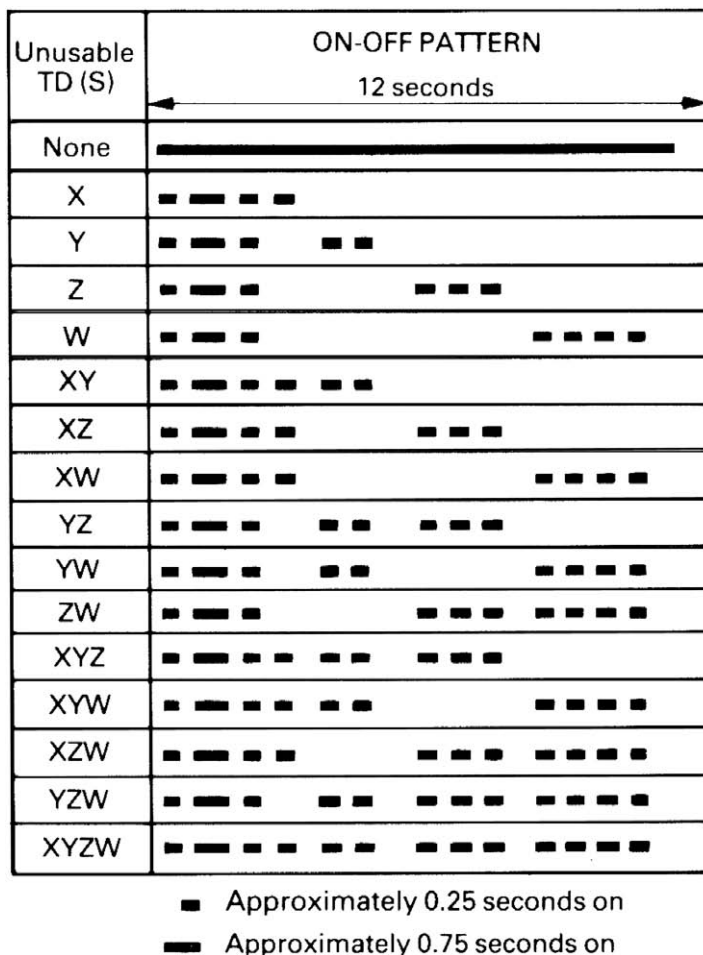 Unusable
TD (S)
ON-OFF PATTERN
12 seconds
None
X
Y
Z
W
XY
XZ
XW
YZ
YW
ZW
XYZ
XYW
XZW
YZW
XYZW
Approximately 0.25 seconds on
Approximately 0.75 seconds on